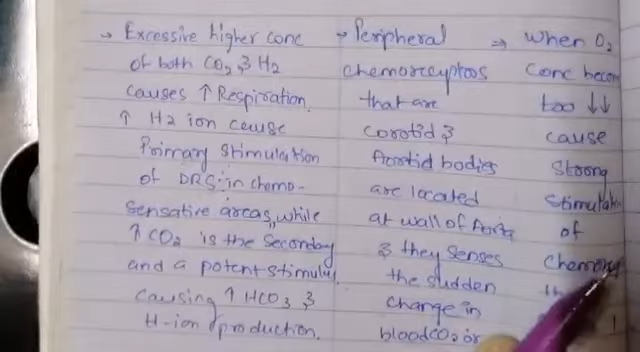 → Excessive higher conc
of both CO2 & H2
causes ↑ Respiration.
↑ H2 ion cause
Primary stimulation
of DRS: in chemo-
sensative areas, while
↑ CO2 is the secondary
and a potent stimulus,
causing ↑ HCO3 &
H-ion production.
→ Peripheral
chemoreceptors
that are
corotid &
Aortid bodies
are located
at wall of Aorta
& they senses
the sudden
change in
blood CO2 or
→ when O2
conc becom
too ↓↓
cause
Strong
Stimulation
of